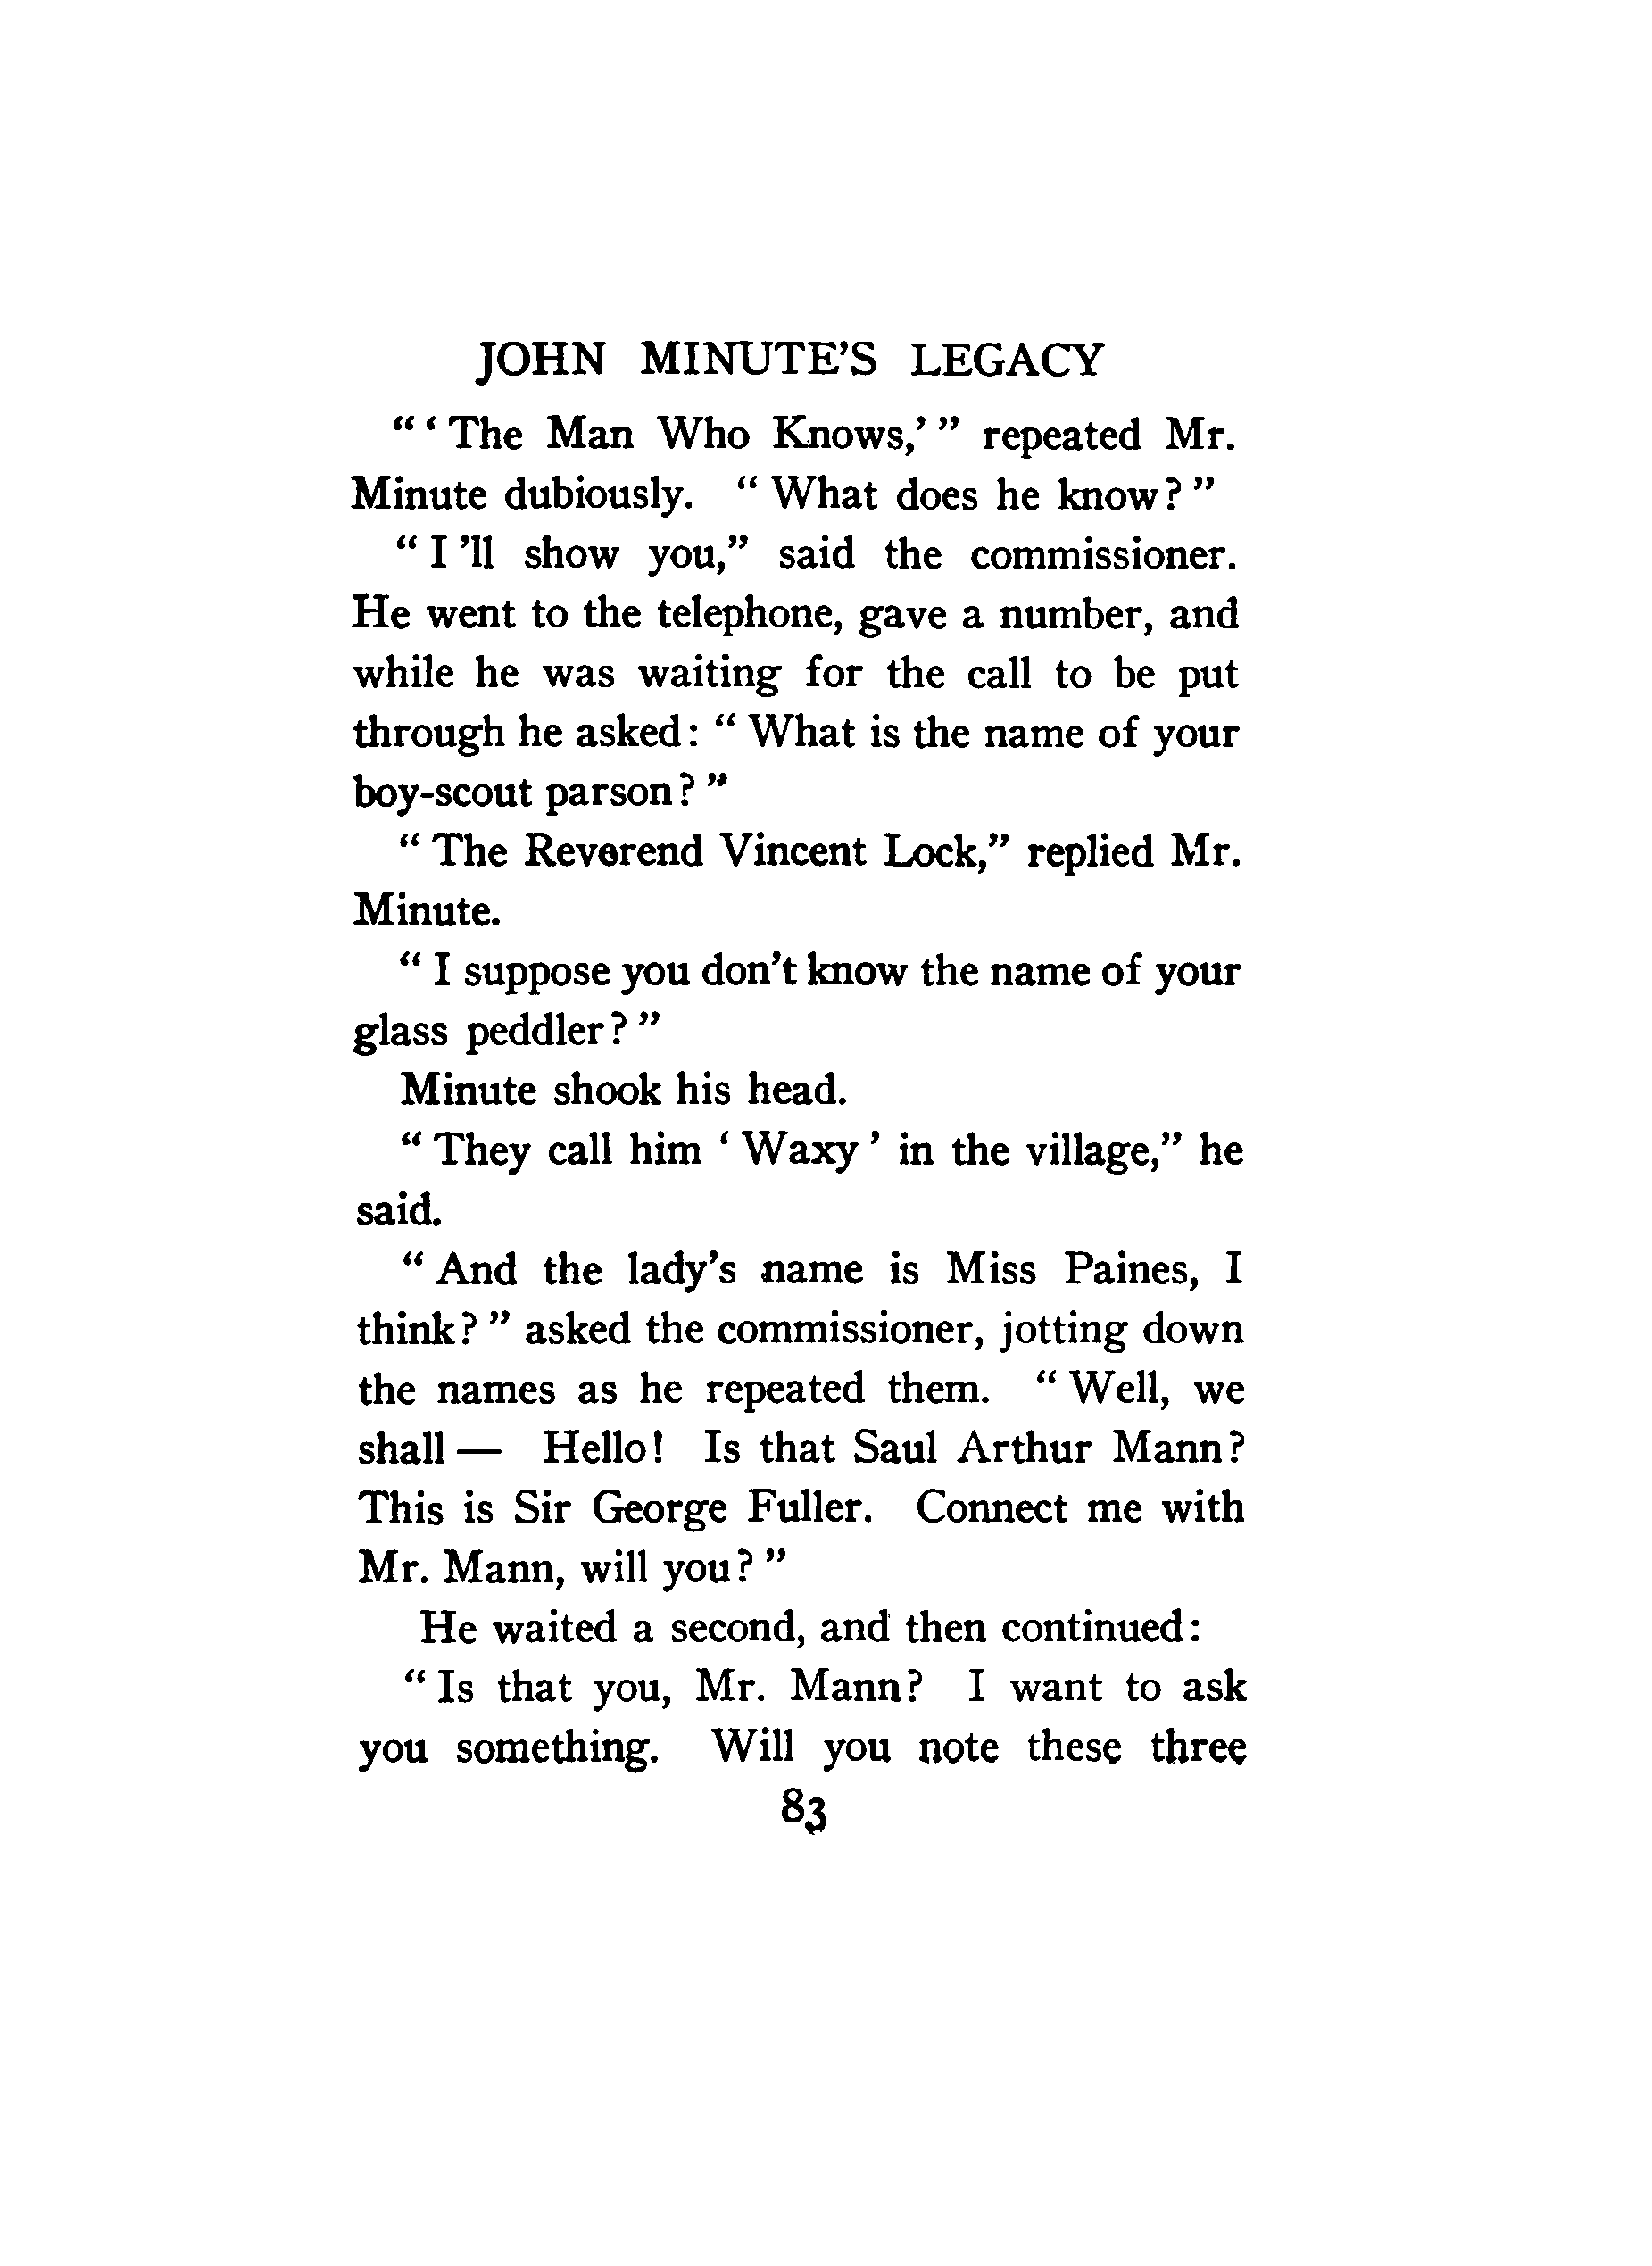 JOHN MINUTE’S LEGACY
“ ‘ The Man Who Knows,’ ” repeated Mr.
Minute dubiously. “ What does he know? ”
“ I ’ll show you,” said the commissioner.
He went to the telephone, gave a number, and
while he was waiting for the call to be put
through he asked: “ What is the name of your
boy-scout parson? ”
“ The Reverend Vincent Lock,” replied Mr.
Minute.
“ I suppose you don’t know the name of your
glass peddler? ”
Minute shook his head.
“ They call him ‘ Waxy ’ in the village,” he
said.
“ And the lady’s name is Miss Paines, I
think? ” asked the commissioner, jotting down
the names as he repeated them. “ Well, we
shall — Hello! Is that Saul Arthur Mann?
This is Sir George Fuller. Connect me with
Mr. Mann, will you? ”
He waited a second, and then continued:
“ Is that you, Mr. Mann? I want to ask
you something. Will you note these three
83